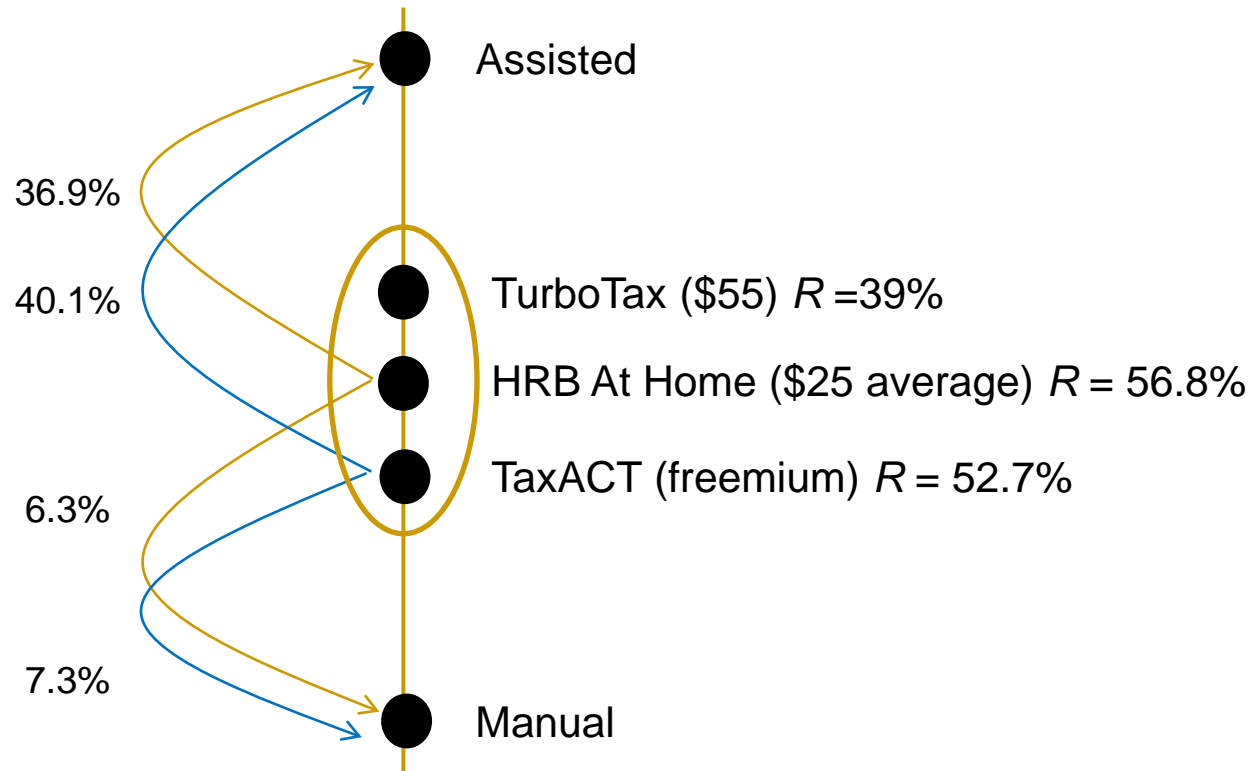 Assisted
36.9%
40.1%
TurboTax ($55) R =39%
HRB At Home ($25 average) R = 56.8%
TaxACT (freemium) R = 52.7%
6.3%
7.3%
Manual